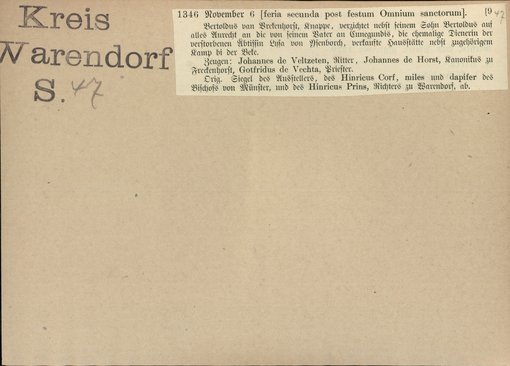 Kreis
Warendorf
S. 47
1346 November 6 [feria secunda post festum Omnium sanctorum]. [9
47
Bertoldus van Vrekenhorst, Knappe, verzichtet nebst seinem Sohn Bertoldus auf
alles Anrecht an die von seinem Vater an Cunegundis, die ehemalige Dienerin der
verstorbenen Äbtissin Lysa von Ysenborch, verkaufte Hausstätte nebst zugehörigem
Kamp bi der Beke.
Zeugen: Johannes de Veltzeten, Ritter, Johannes de Horst, Kanonikus zu
Freckenhorst, Gotfridus de Vechta, Priester.
Orig. Siegel des Ausstellers, des Hinricus Corf, miles und dapifer des
Bischofs von Münster, und des Hinricus Prins, Richters zu Warendorf, ab.